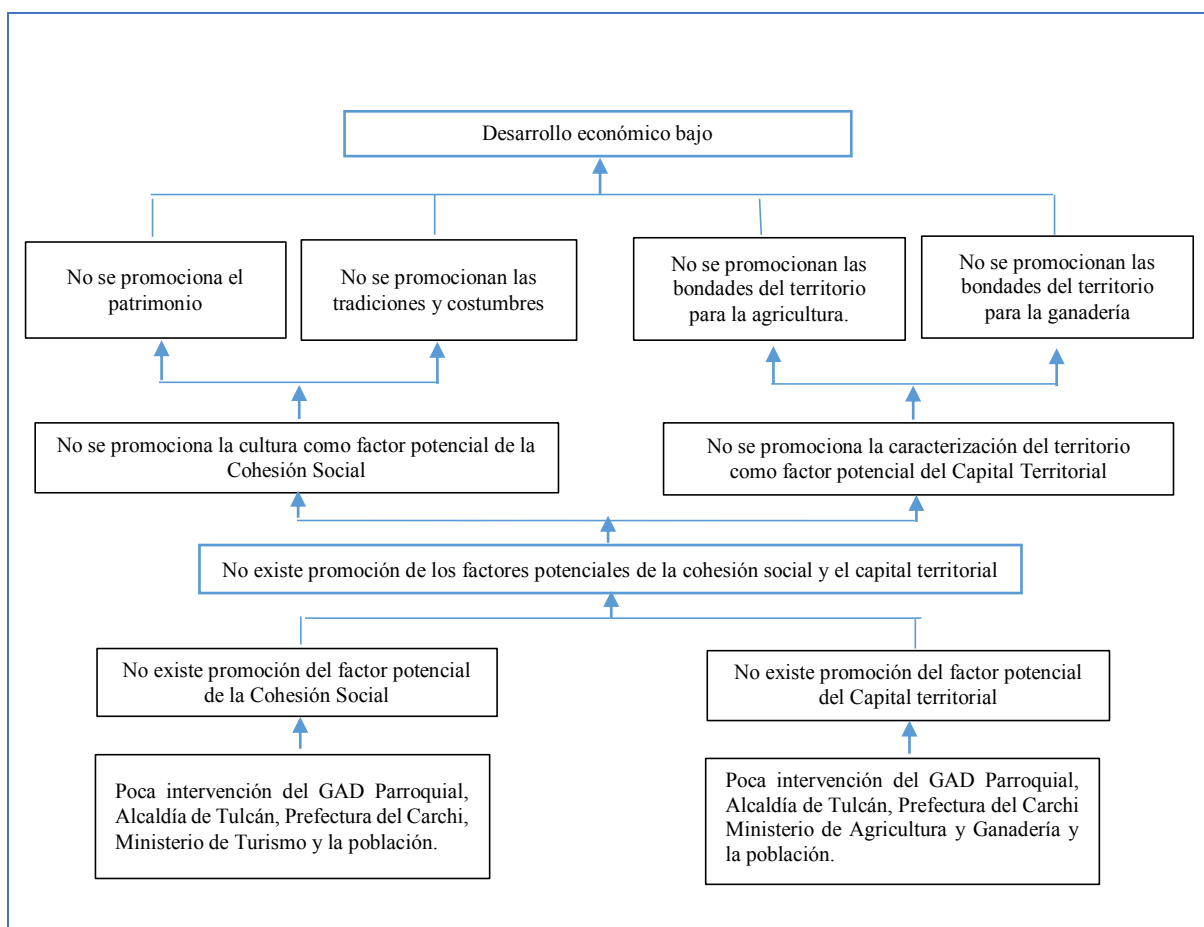 Desarrollo económico bajo
No se promociona el
patrimonio
No se promocionan las
tradiciones y costumbres
No se promocionan las
bondades del territorio
para la agricultura.
No se promocionan las
bondades del territorio
para la ganadería
No se promociona la cultura como factor potencial de la
Cohesión Social
No se promociona la caracterización del territorio
como factor potencial del Capital Territorial
No existe promoción de los factores potenciales de la cohesión social y el capital territorial
No existe promoción del factor potencial
de la Cohesión Social
No existe promoción del factor potencial
del Capital territorial
Poca intervención del GAD Parroquial,
Alcaldía de Tulcán, Prefectura del Carchi,
Ministerio de Turismo y la población.
Poca intervención del GAD Parroquial,
Alcaldía de Tulcán, Prefectura del Carchi
Ministerio de Agricultura y Ganadería y
la población.